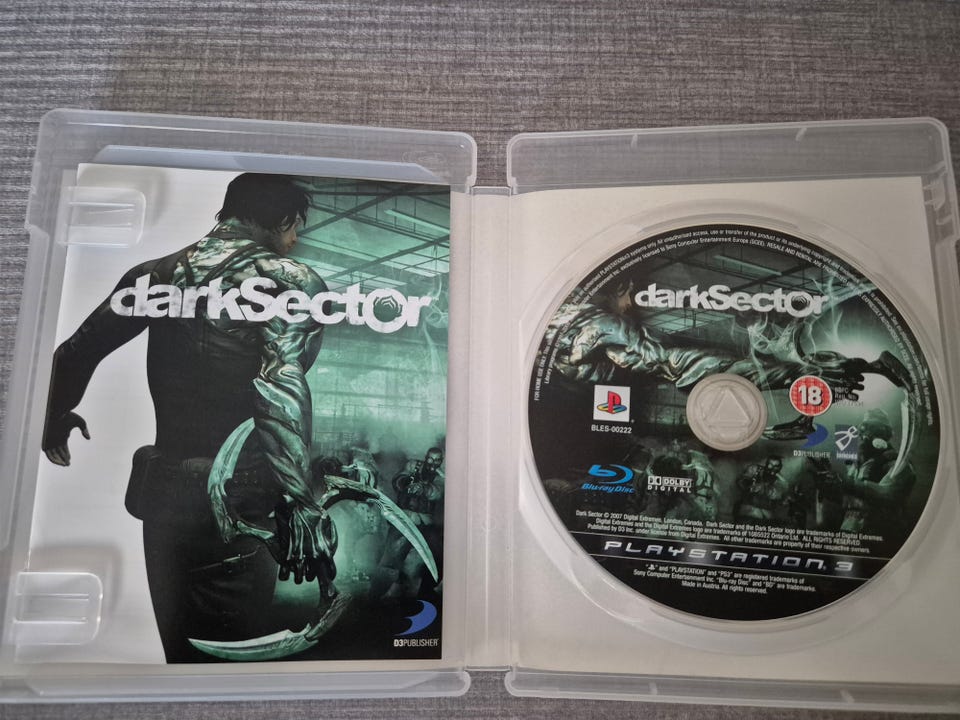 darkSector
D3PUBLISHER
darkSector
BLES-00222
18
D3PUBLISHER
Blu-ray Disc
DOLBY
DIGITAL
Dark Sector © 2007 Digital Extremes, London, Canada. Dark Sector and the Dark Sector logo are trademarks of Digital Extremes.
Digital Extremes and the Digital Extremes logo are trademarks of 1065522 Ontario Ltd. ALL RIGHTS RESERVED
Published by D3 Inc. under license from Digital Extremes. All other trademarks are property of their respective owners.
PLAYSTATION 3
" " and "PLAYSTATION" and "PS3" are registered trademarks of
Sony Computer Entertainment Inc. "Blu-ray Disc" and "BD" are trademarks.
Made in Austria. All rights reserved.